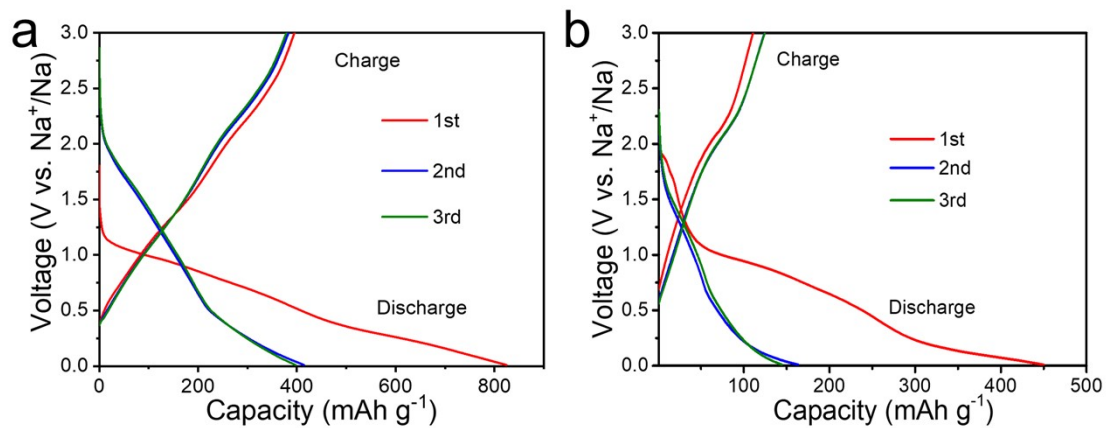 a
Voltage (V vs. Na⁺/Na)
3.0
2.5
2.0
1.5
1.0
0.5
0.0
Charge
1st
2nd
3rd
Discharge
0
200
400
600
800
Capacity (mAh g⁻¹)
b
Voltage (V vs. Na⁺/Na)
3.0
2.5
2.0
1.5
1.0
0.5
0.0
Charge
1st
2nd
3rd
Discharge
100
200
300
400
500
Capacity (mAh g⁻¹)